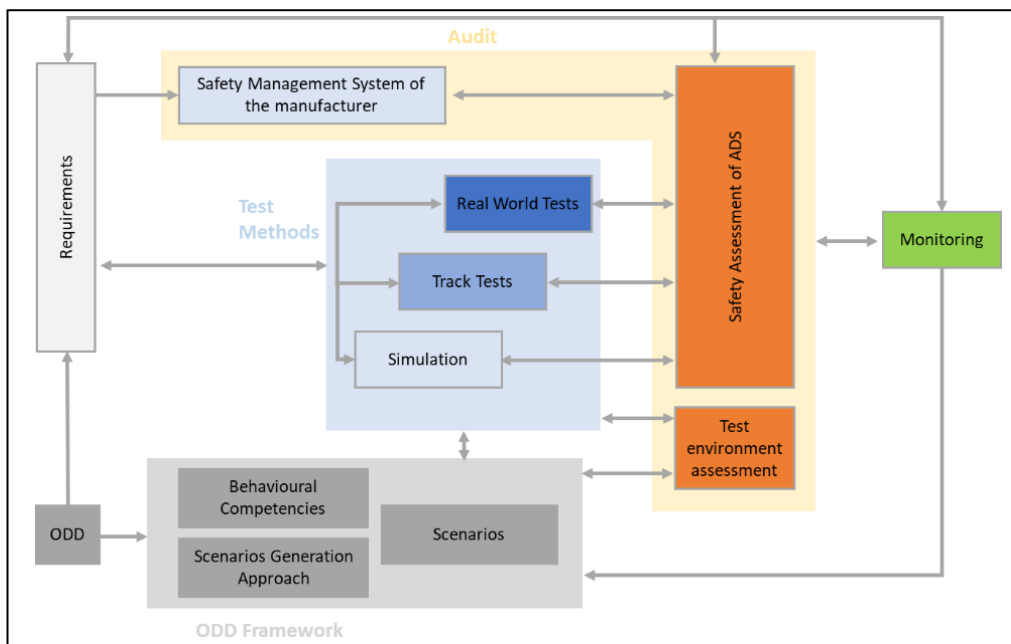 Audit
Safety Management System of
the manufacturer
Requirements
Safety Assessment of ADS
Test
Methods
Real World Tests
Track Tests
Simulation
Monitoring
Test
environment
assessment
Behavioural
Competencies
Scenarios
ODD
Scenarios Generation
Approach
ODD Framework